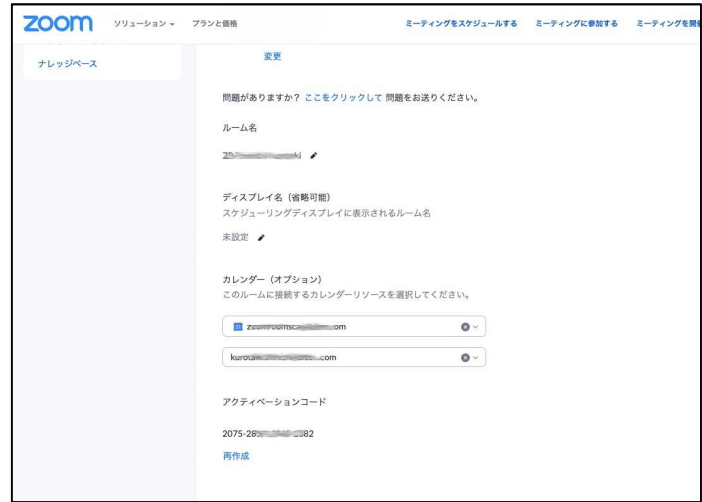 zoom ソリューション プランと価格 ミーティングをスケジュールする ミーティングに参加する ミーティングを開
ナレッジベース
変更
問題がありますか? ここをクリックして 問題をお送りください。
ルーム名
ディスプレイ名（省略可能）
スケジューリングディスプレイに表示されるルーム名
未設定
カレンダー（オプション）
このルームに接続するカレンダーリソースを選択してください。
アクティベーションコード
再作成